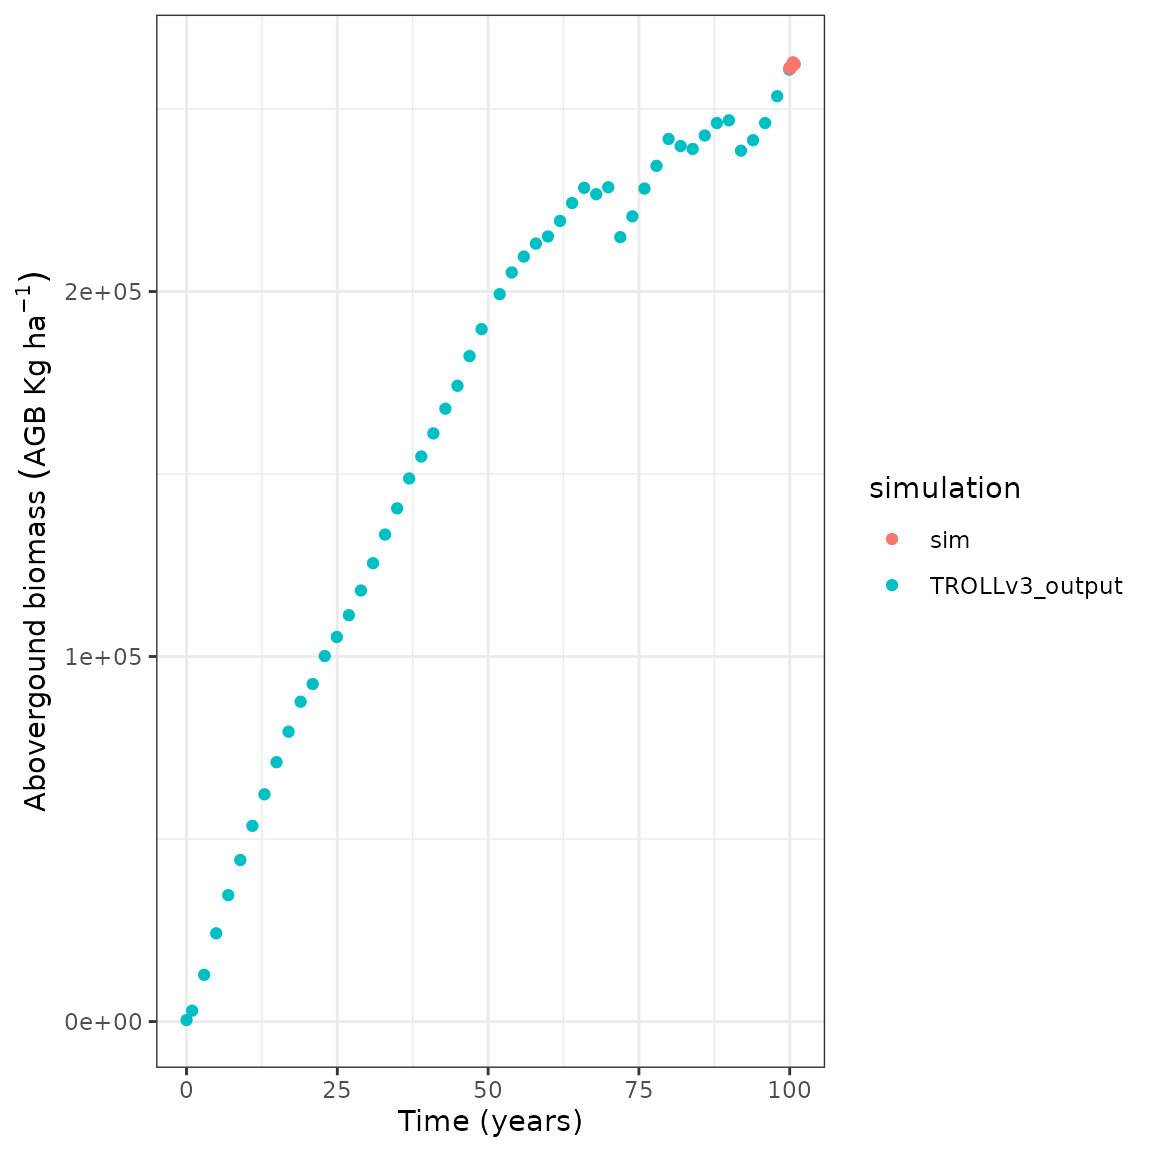 Abovergound biomass (AGB Kg ha⁻¹)
2e+05
1e+05
0e+00
0 25 50 75 100
Time (years)
simulation
sim
TROLLv3_output